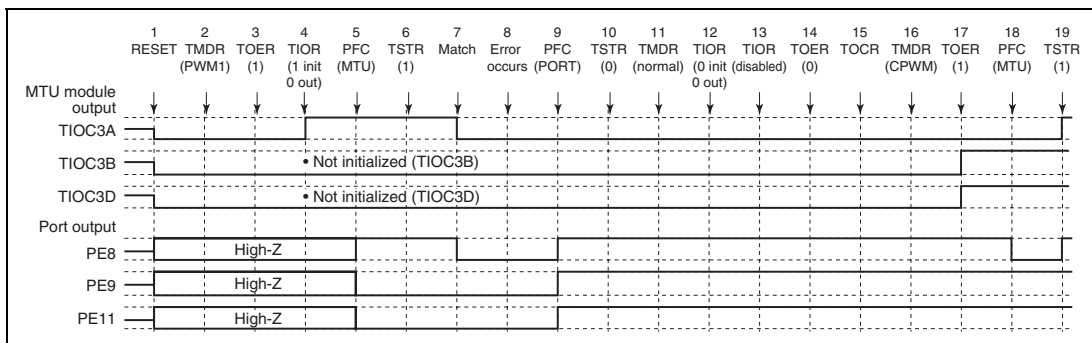 1 2 3 4 5 6 7 8 9 10 11 12 13 14 15 16 17 18 19
RESET TMDR TOER TIOR PFC TSTR Match Error PFC TSTR TMDR TIOR TIOR TOER TOCR TMDR TOER PFC TSTR
(PWM1) (1) (1 init (MTU) (1) occurs (PORT) (0) (normal) (0 init (disabled) (0) (CPWM) (1) (MTU) (1)
0 out) 0 out)
MTU module
output
TIOC3A
TIOC3B • Not initialized (TIOC3B)
TIOC3D • Not initialized (TIOC3D)
Port output
PE8 High-Z
PE9 High-Z
PE11 High-Z